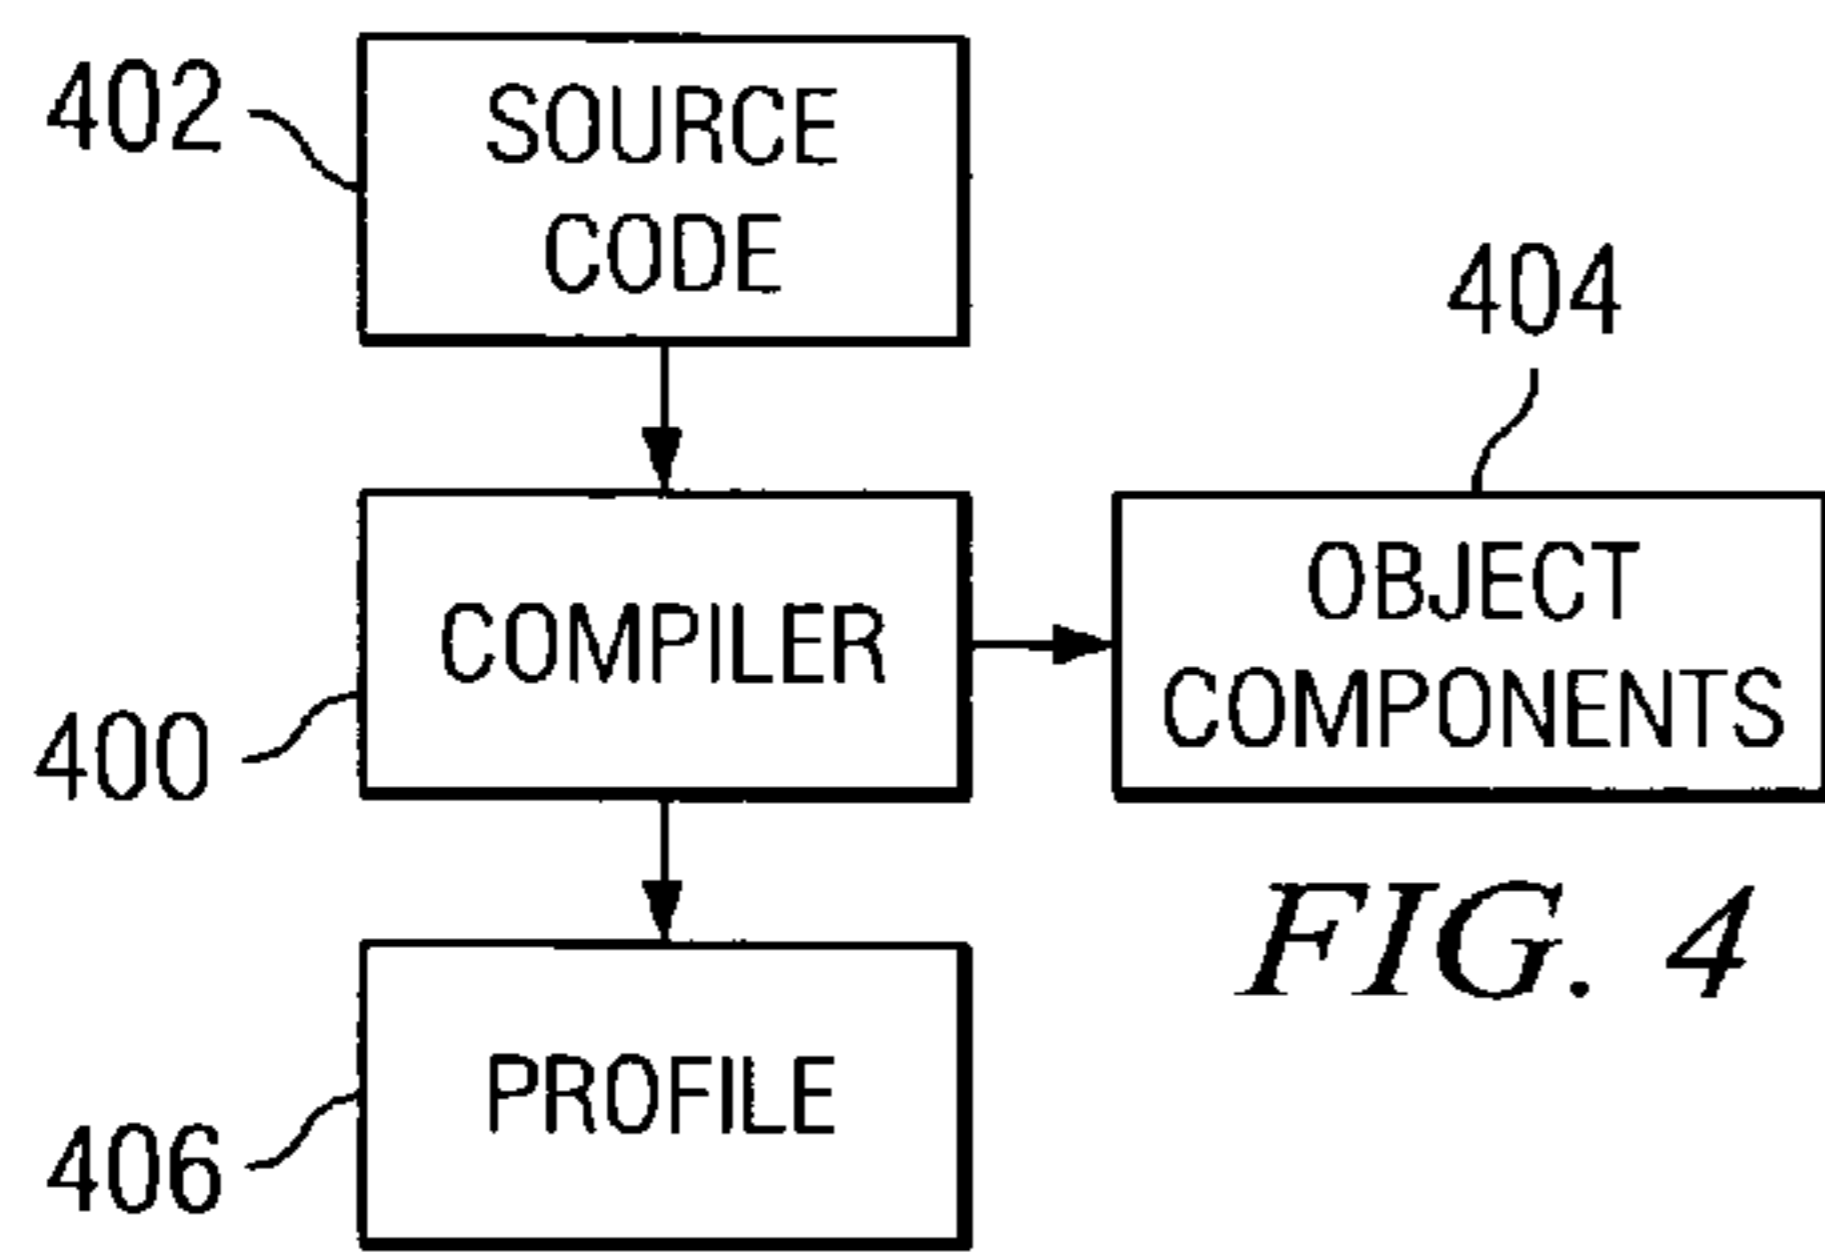 402
SOURCE
CODE
404
COMPILER
OBJECT
COMPONENTS
400
FIG. 4
PROFILE
406